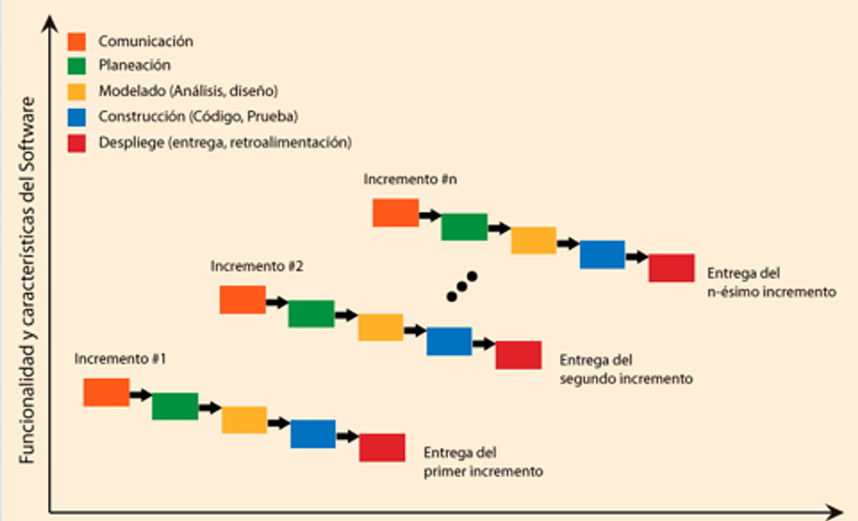 Comunicación
Planeación
Modelado (Análisis, diseño)
Construcción (Código, Prueba)
Despliege (entrega, retroalimentación)
Funcionalidad y características del Software
Incremento #n
Entrega del
n-ésimo incremento
Incremento #2
Entrega del
segundo incremento
Incremento #1
Entrega del
primer incremento